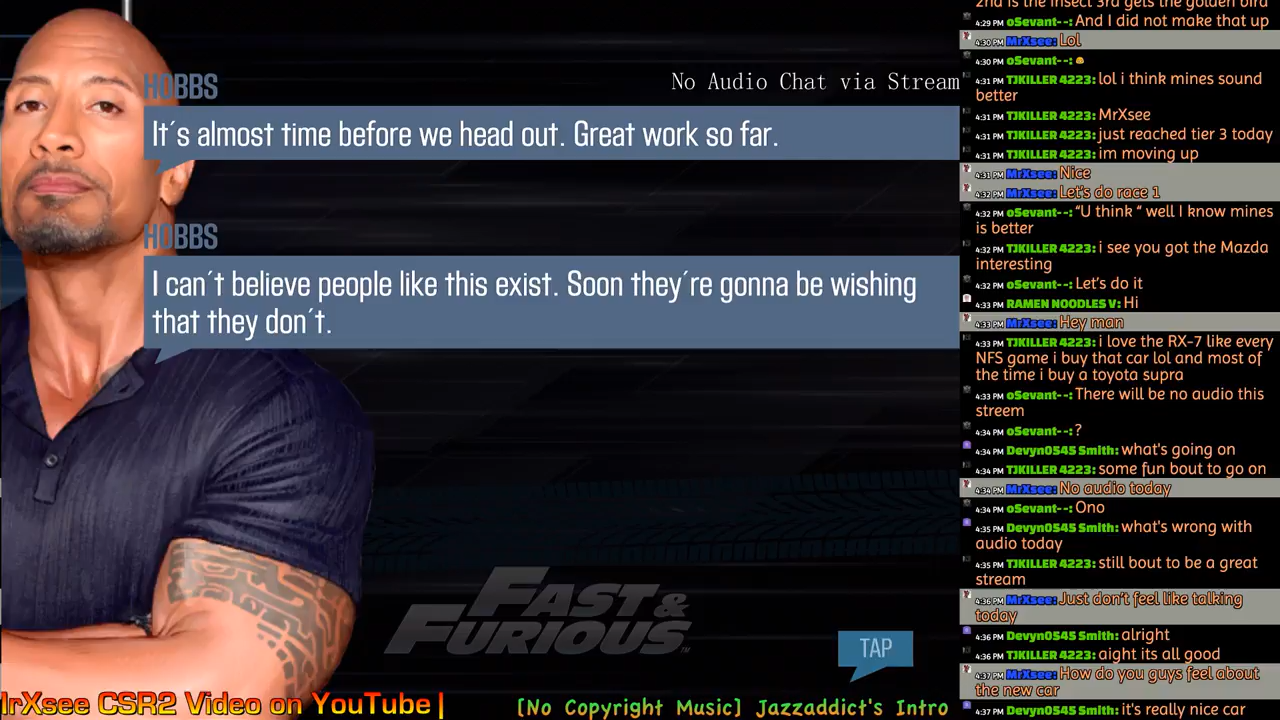 HOBBS
No Audio Chat via Stream
It´s almost time before we head out. Great work so far.
HOBBS
I can´t believe people like this exist. Soon they´re gonna be wishing
that they don´t.
FAST &
FURIOUS
TAP
MrXsee CSR2 Video on YouTube |
[No Copyright Music] Jazzaddict's Intro
2nd is the insect 3rd gets the golden bird
4:29 PM oSevant--: And I did not make that up
4:30 PM MrXsee: Lol
4:30 PM oSevant--:
4:31 PM TJKILLER 4223: lol i think mines sound
better
4:31 PM TJKILLER 4223: MrXsee
4:31 PM TJKILLER 4223: just reached tier 3 today
4:31 PM TJKILLER 4223: im moving up
4:31 PM MrXsee: Nice
4:32 PM MrXsee: Let's do race 1
4:32 PM oSevant--: “U think “ well I know mines
is better
4:32 PM TJKILLER 4223: i see you got the Mazda
interesting
4:32 PM oSevant--: Let's do it
4:33 PM RAMEN NOODLES V: Hi
4:33 PM MrXsee: Hey man
4:33 PM TJKILLER 4223: i love the RX-7 like every
NFS game i buy that car lol and most of
the time i buy a toyota supra
4:33 PM oSevant--: There will be no audio this
streem
4:34 PM oSevant--: ?
4:34 PM Devyn0545 Smith: what's going on
4:34 PM TJKILLER 4223: some fun bout to go on
4:34 PM MrXsee: No audio today
4:34 PM oSevant--: Ono
4:35 PM Devyn0545 Smith: what's wrong with
audio today
4:35 PM TJKILLER 4223: still bout to be a great
stream
4:36 PM MrXsee: Just don't feel like talking
today
4:36 PM Devyn0545 Smith: alright
4:36 PM TJKILLER 4223: aight its all good
4:37 PM MrXsee: How do you guys feel about
the new car
4:37 PM Devyn0545 Smith: it's really nice car